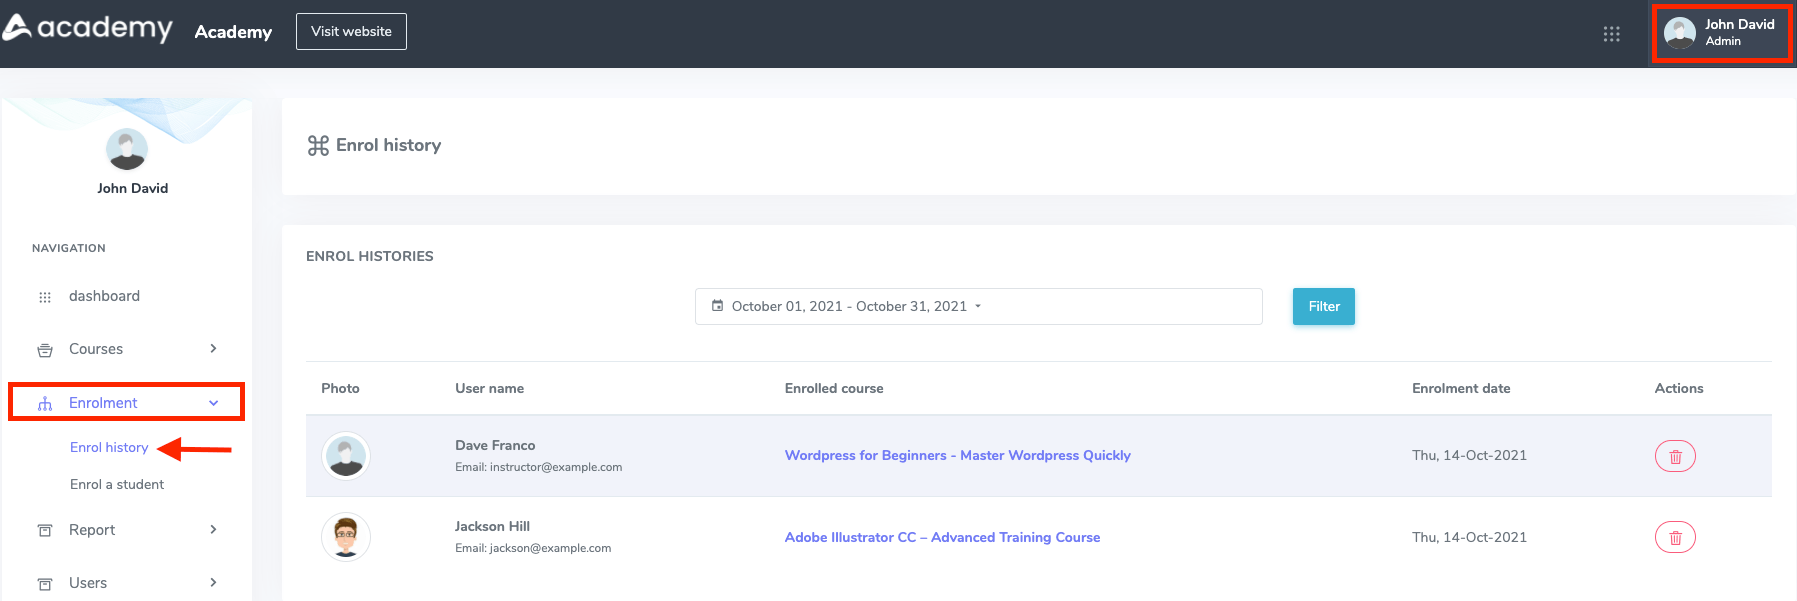 academy
Academy
Visit website
John David
Admin
John David
NAVIGATION
dashboard
Courses
Enrolment
Enrol history
Enrol a student
Report
Users
Enrol history
ENROL HISTORIES
October 01, 2021 - October 31, 2021
Filter
Photo User name Enrolled course Enrolment date Actions
Dave Franco
Email: instructor@example.com
Wordpress for Beginners - Master Wordpress Quickly
Thu, 14-Oct-2021
Jackson Hill
Email: jackson@example.com
Adobe Illustrator CC – Advanced Training Course
Thu, 14-Oct-2021